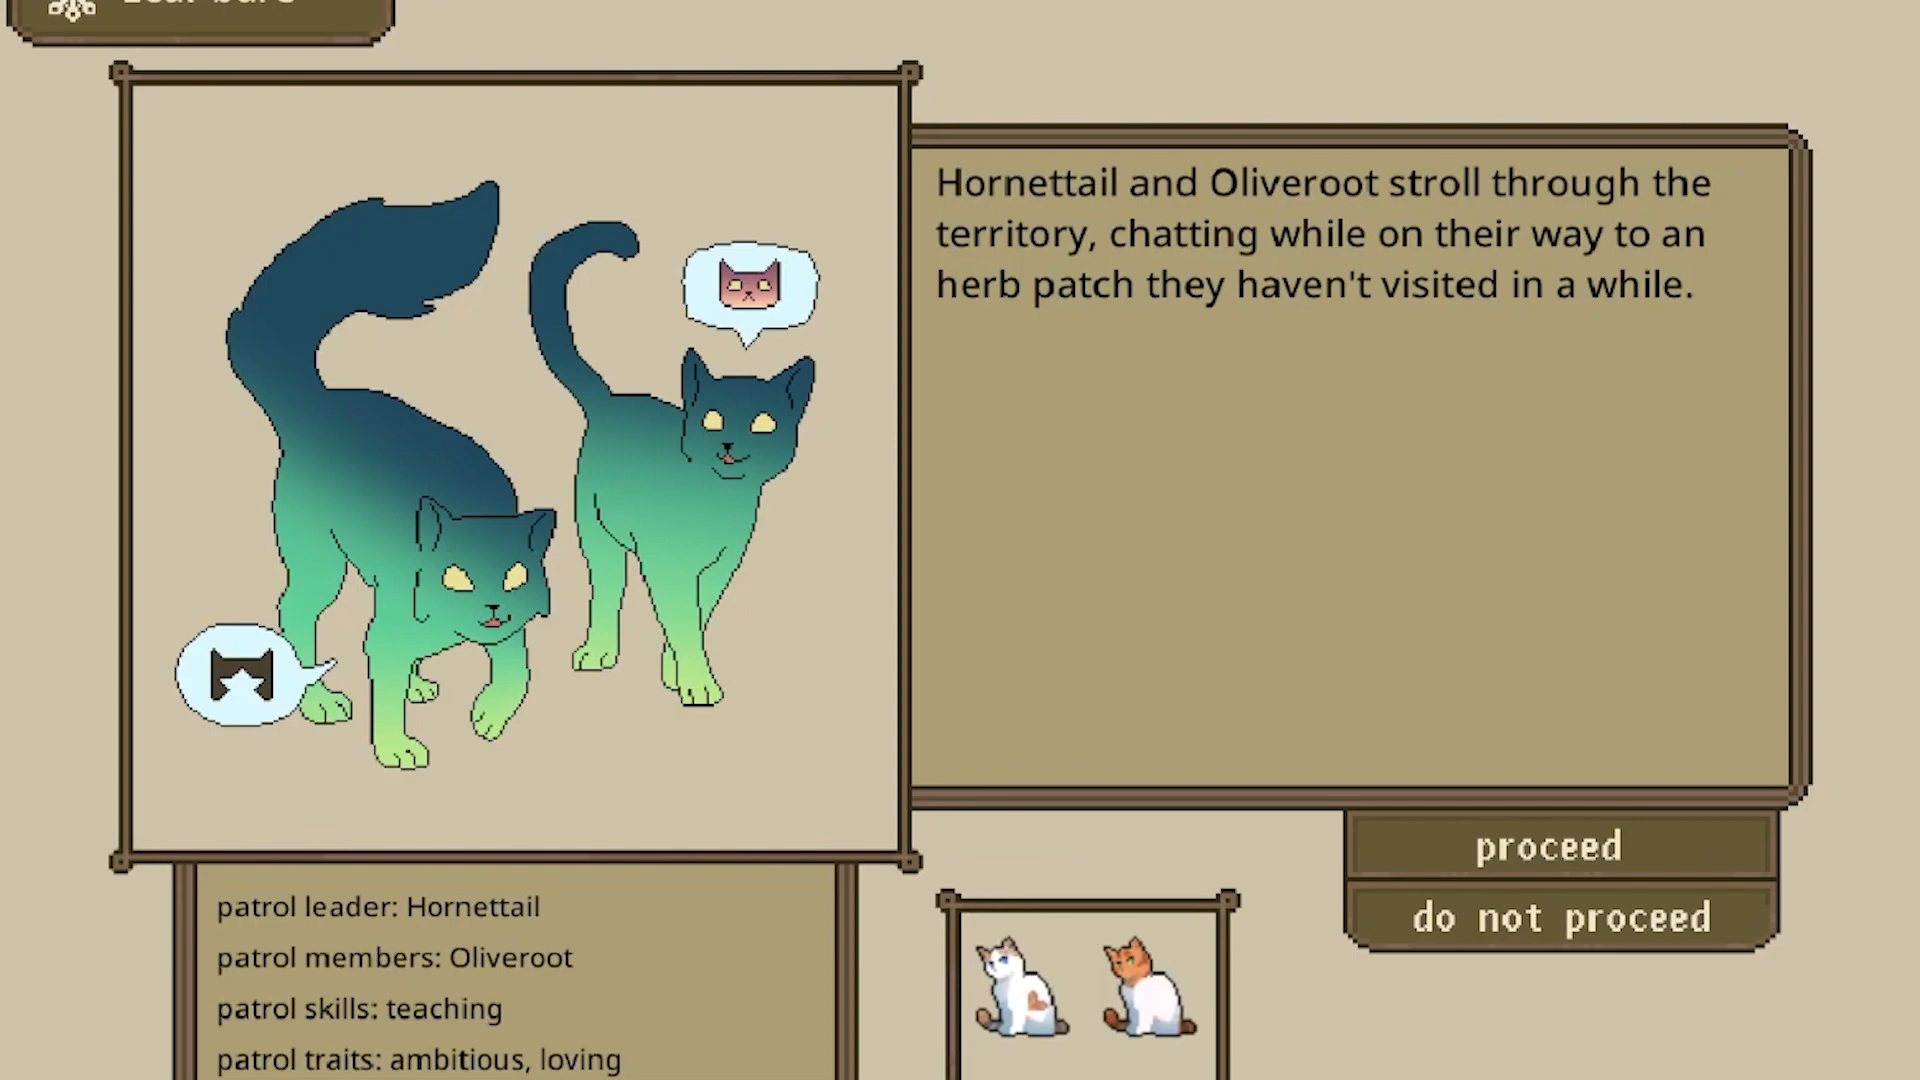 Hornettail and Oliveroot stroll through the
territory, chatting while on their way to an
herb patch they haven't visited in a while.
proceed
do not proceed
patrol leader: Hornettail
patrol members: Oliveroot
patrol skills: teaching
patrol traits: ambitious, loving